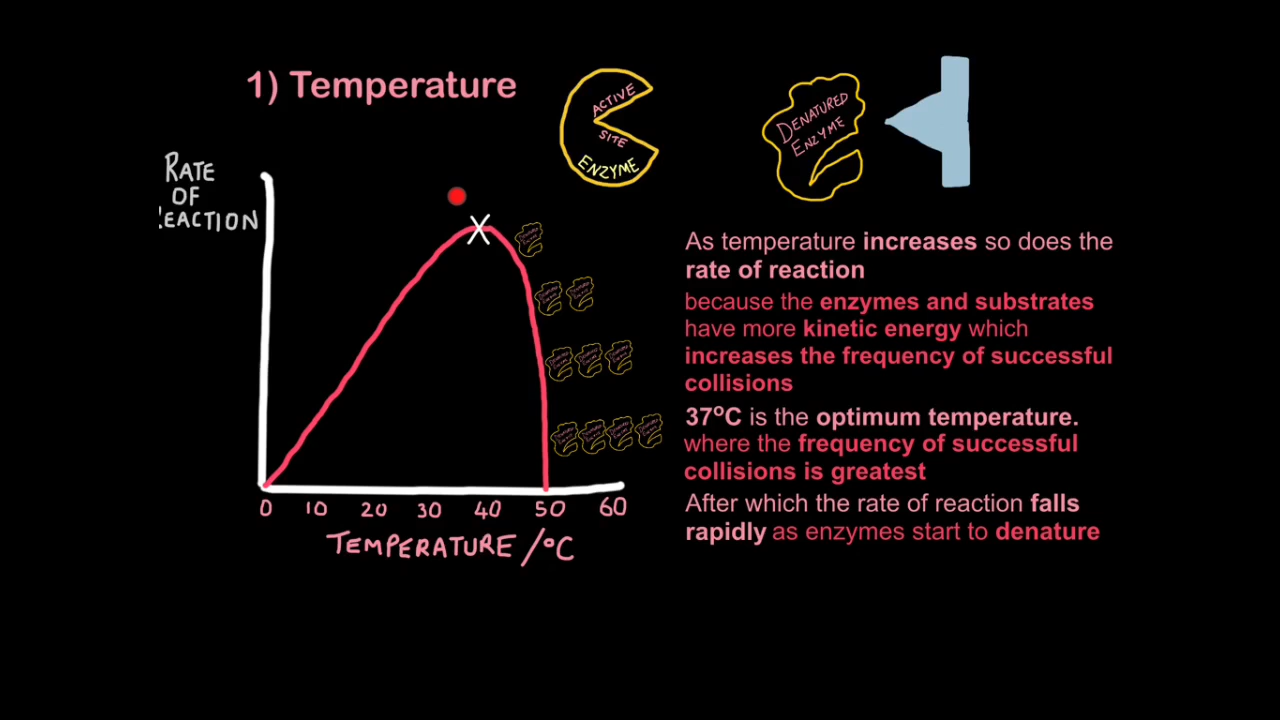 1) Temperature
ACTIVE
SITE
ENZYME
DENATURED
ENZYME
RATE
OF
REACTION
As temperature increases so does the
rate of reaction
because the enzymes and substrates
have more kinetic energy which
increases the frequency of successful
collisions
37ºC is the optimum temperature.
where the frequency of successful
collisions is greatest
After which the rate of reaction falls
rapidly as enzymes start to denature
0 10 20 30 40 50 60
TEMPERATURE /ºC